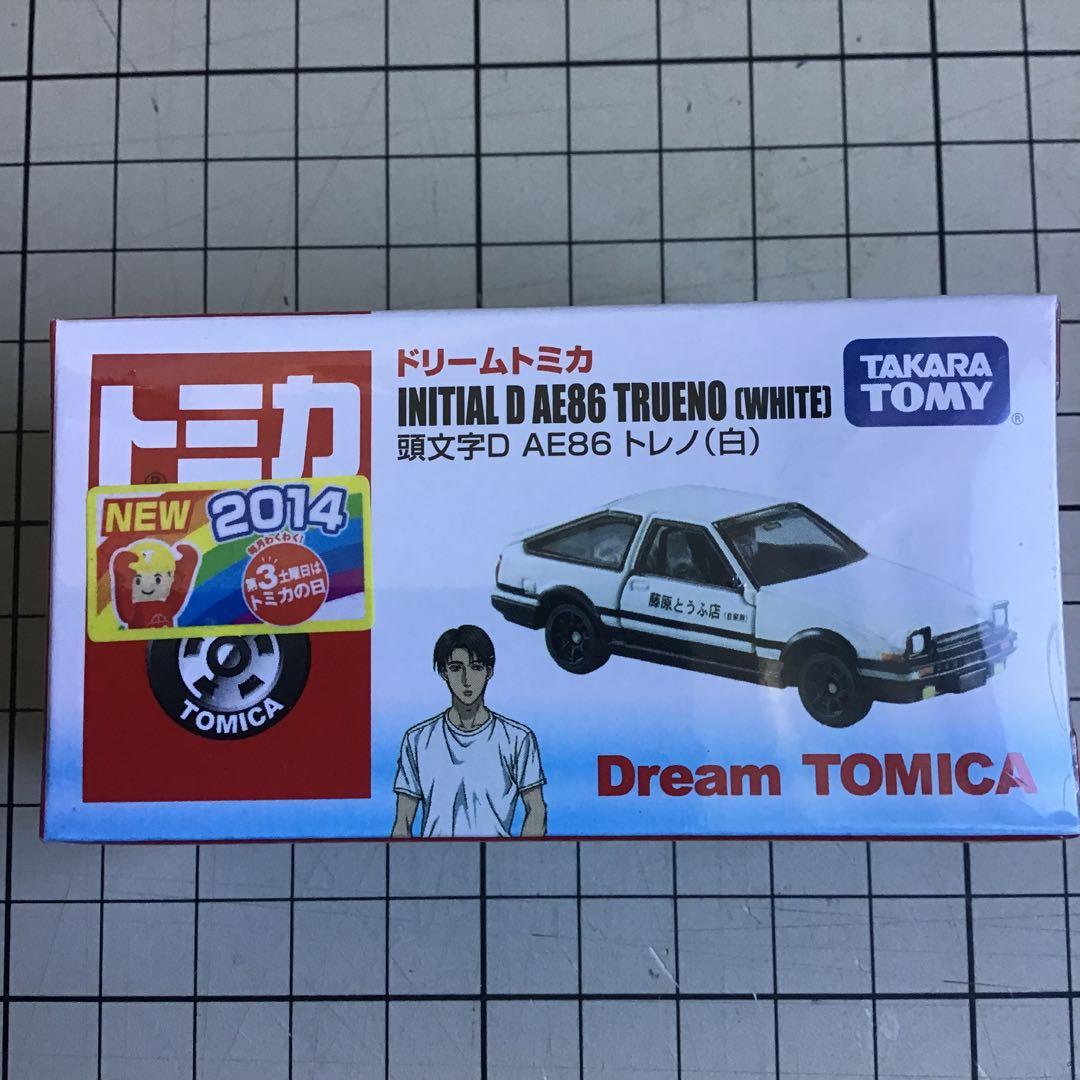 トミカ
®
NEW 2014
毎月わくわく!
第3土曜日は
トミカの日
TOMICA
ドリームトミカ
INITIAL D AE86 TRUENO (WHITE)
頭文字D AE86 トレノ(白)
TAKARA
TOMY
®
藤原とうふ店(自家用)
Dream TOMICA